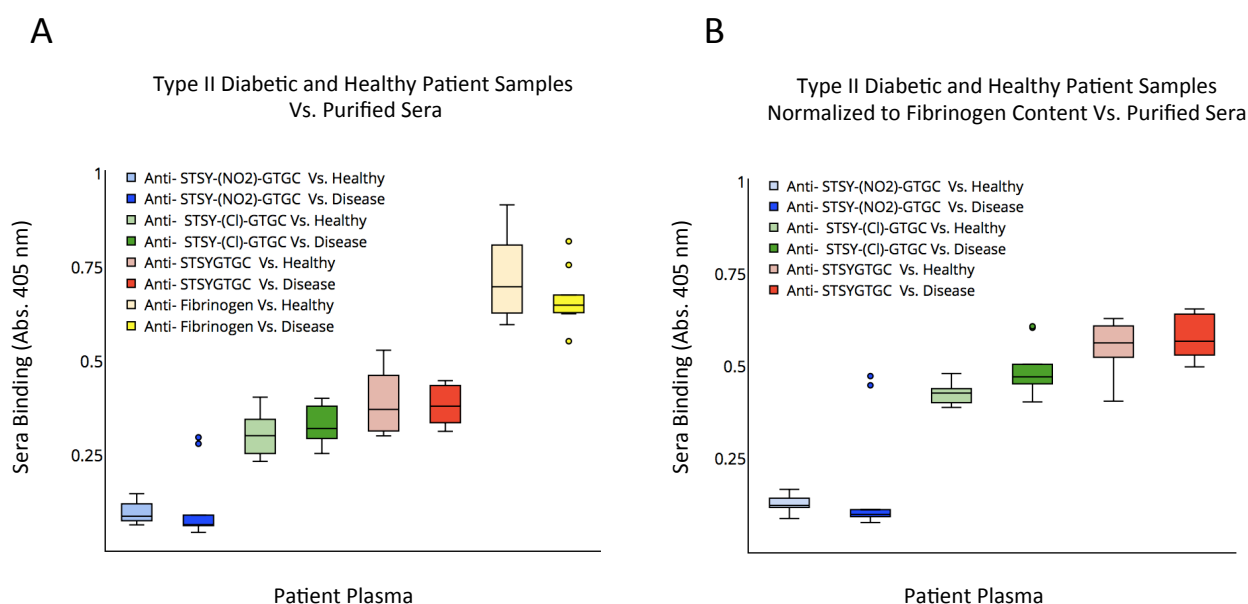 A
Type II Diabetic and Healthy Patient Samples
Vs. Purified Sera
Sera Binding (Abs. 405 nm)
1
0.75
0.5
0.25
Anti- STSY-(NO2)-GTGC Vs. Healthy
Anti- STSY-(NO2)-GTGC Vs. Disease
Anti- STSY-(Cl)-GTGC Vs. Healthy
Anti- STSY-(Cl)-GTGC Vs. Disease
Anti- STSYGTGC Vs. Healthy
Anti- STSYGTGC Vs. Disease
Anti- Fibrinogen Vs. Healthy
Anti- Fibrinogen Vs. Disease
Patient Plasma
B
Type II Diabetic and Healthy Patient Samples
Normalized to Fibrinogen Content Vs. Purified Sera
Sera Binding (Abs. 405 nm)
1
0.75
0.5
0.25
Anti- STSY-(NO2)-GTGC Vs. Healthy
Anti- STSY-(NO2)-GTGC Vs. Disease
Anti- STSY-(Cl)-GTGC Vs. Healthy
Anti- STSY-(Cl)-GTGC Vs. Disease
Anti- STSYGTGC Vs. Healthy
Anti- STSYGTGC Vs. Disease
Patient Plasma